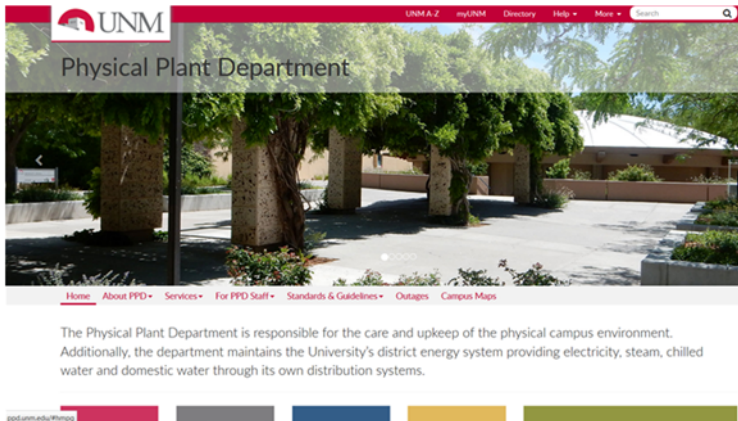 UNM
UNM A-Z myUNM Directory Help More Search
Physical Plant Department
Home About PPD Services For PPD Staff Standards & Guidelines Outages Campus Maps
The Physical Plant Department is responsible for the care and upkeep of the physical campus environment.
Additionally, the department maintains the University's district energy system providing electricity, steam, chilled
water and domestic water through its own distribution systems.
ppd.unm.edu/#hmpg